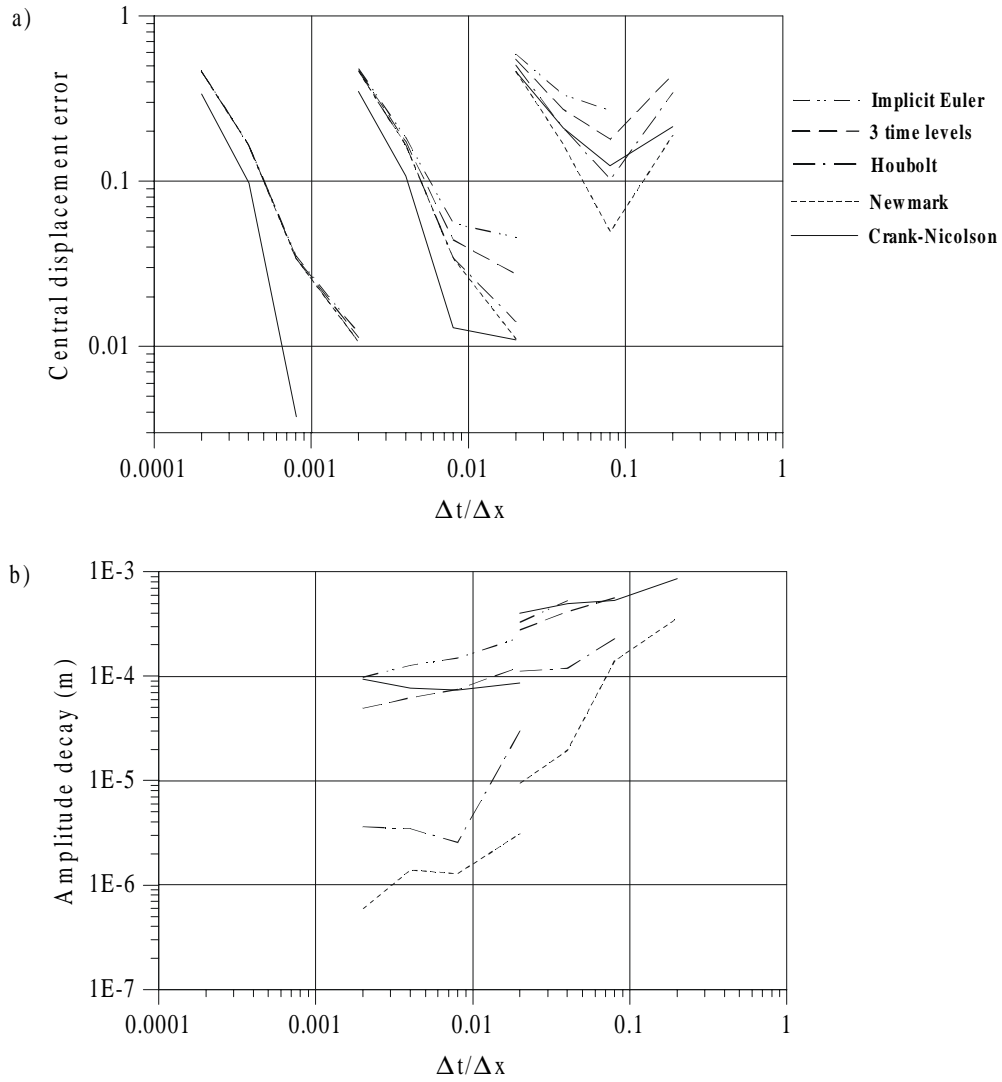 a)
1
0.1
0.01
Central displacement error
0.0001
0.001
0.01
0.1
1
Δt/Δx
Implicit Euler
3 time levels
Houbolt
Newmark
Crank-Nicolson
b)
1E-3
1E-4
1E-5
1E-6
1E-7
Amplitude decay (m)
0.0001
0.001
0.01
0.1
1
Δt/Δx